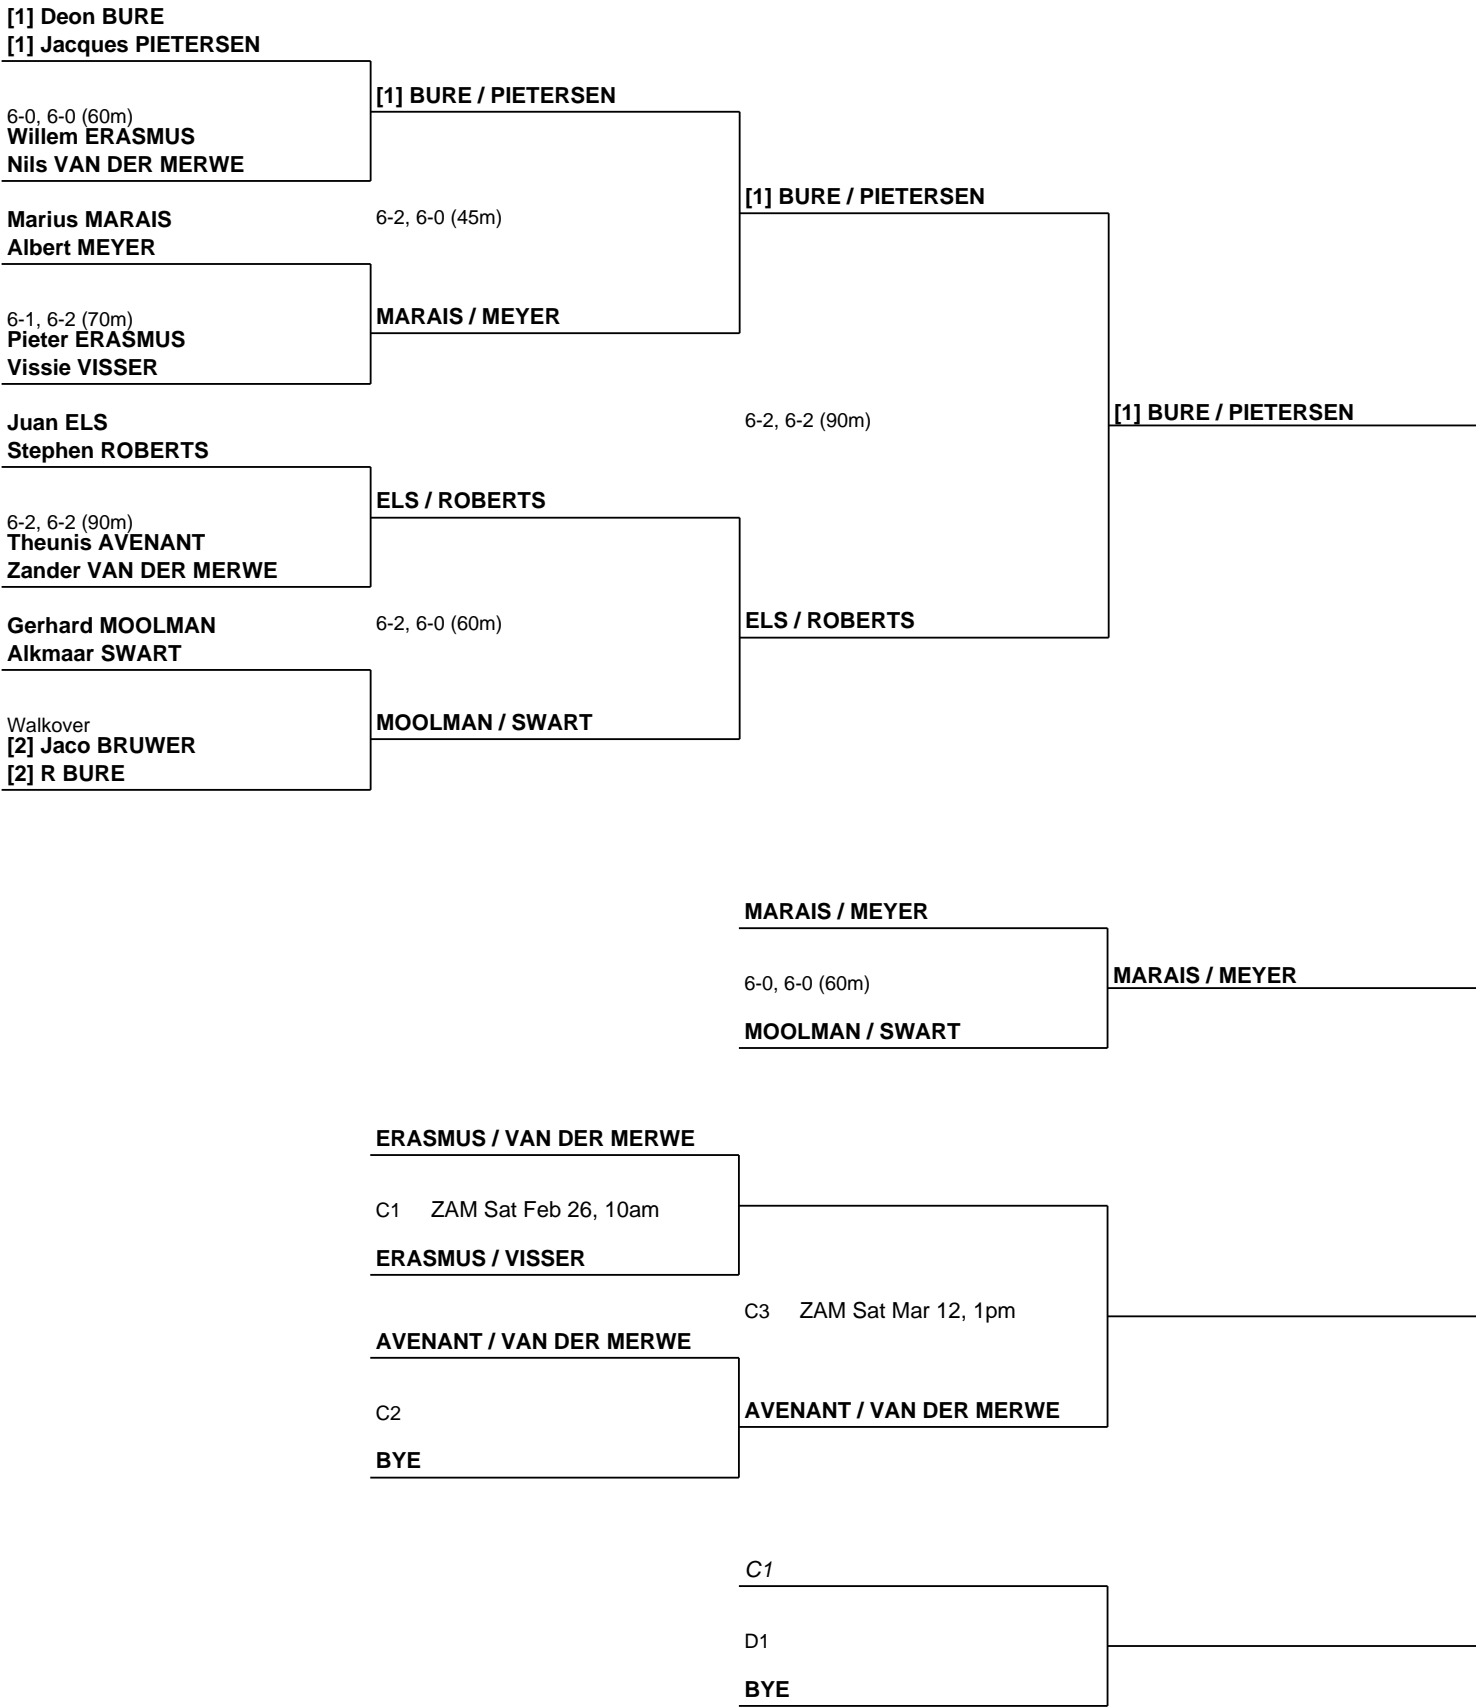 [1] Deon BURE
[1] Jacques PIETERSEN
[1] BURE / PIETERSEN
6-0, 6-0 (60m)
Willem ERASMUS
Nils VAN DER MERWE
[1] BURE / PIETERSEN
Marius MARAIS
6-2, 6-0 (45m)
Albert MEYER
MARAIS / MEYER
6-1, 6-2 (70m)
Pieter ERASMUS
Vissie VISSER
[1] BURE / PIETERSEN
Juan ELS
6-2, 6-2 (90m)
Stephen ROBERTS
ELS / ROBERTS
6-2, 6-2 (90m)
Theunis AVENANT
Zander VAN DER MERWE
ELS / ROBERTS
Gerhard MOOLMAN
6-2, 6-0 (60m)
Alkmaar SWART
MOOLMAN / SWART
Walkover
[2] Jaco BRUWER
[2] R BURE
MARAIS / MEYER
MARAIS / MEYER
6-0, 6-0 (60m)
MOOLMAN / SWART
ERASMUS / VAN DER MERWE
C1 ZAM Sat Feb 26, 10am
ERASMUS / VISSER
C3 ZAM Sat Mar 12, 1pm
AVENANT / VAN DER MERWE
C2
AVENANT / VAN DER MERWE
BYE
C1
D1
BYE